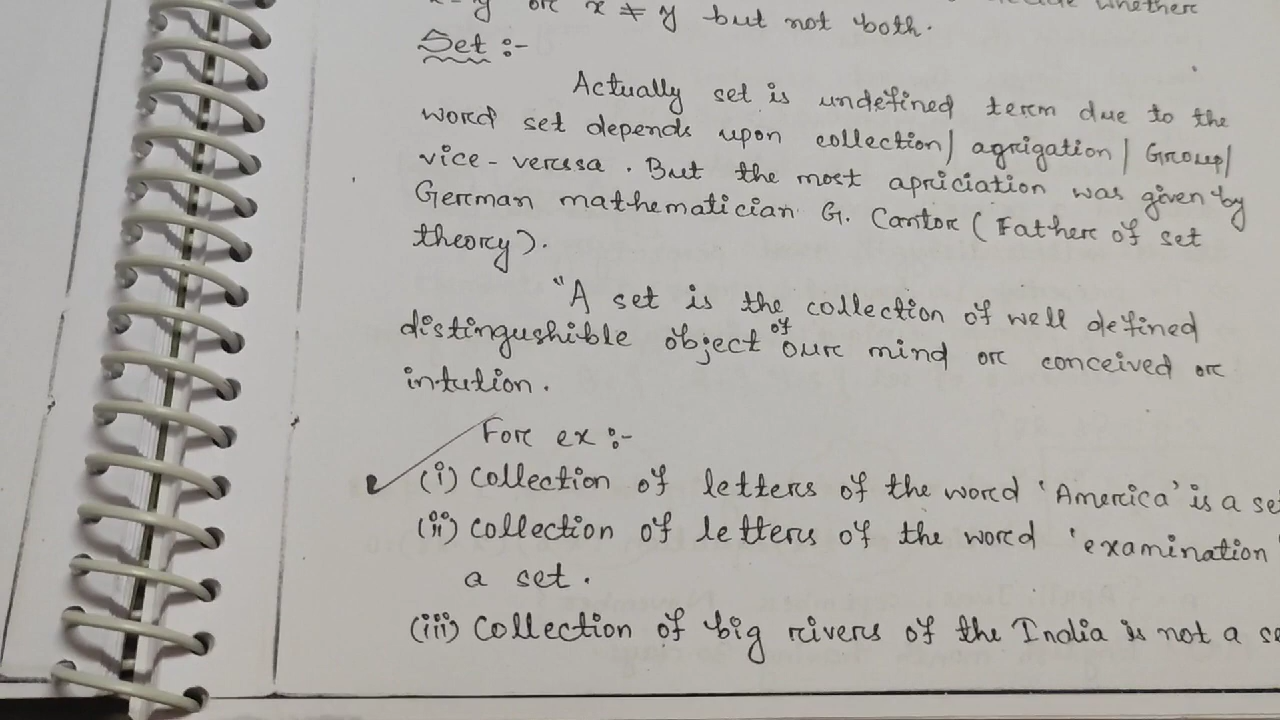 x = y or x ≠ y but not both. whether
Set :-
Actually set is undefined term due to the
word set depends upon collection/ agrigation / Group/
vice-versa. But the most apriciation was given by
German mathematician G. Cantor (Father of set
theory).
"A set is the collection of well defined
distingushible object of our mind or conceived or
intution.
For ex :-
(i) Collection of letters of the word 'America' is a se
(ii) Collection of letters of the word 'examination'
a set.
(iii) Collection of big rivers of the India is not a se